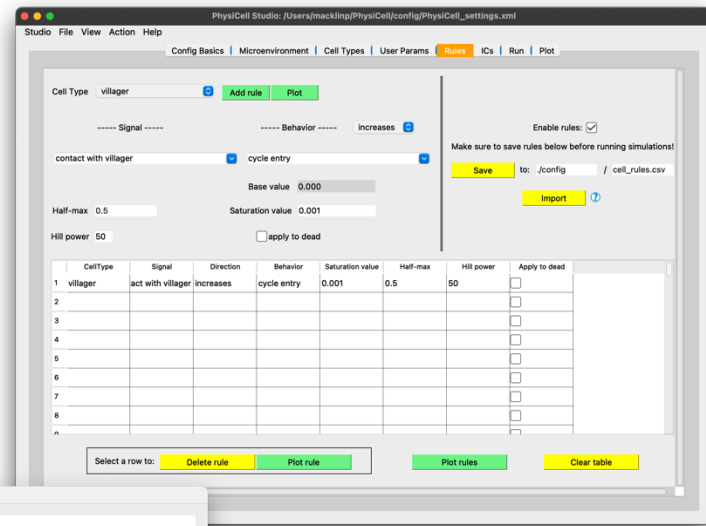 PhysiCell Studio: /Users/macklinp/PhysiCell/config/PhysiCell_settings.xml
Studio File View Action Help
Config Basics Microenvironment Cell Types User Params Rules ICs Run Plot
Cell Type villager Add rule Plot
----- Signal ----- ----- Behavior ----- increases Enable rules:
Make sure to save rules below before running simulations!
contact with villager cycle entry Save to: ./config / cell_rules.csv
Base value 0.000 Import ?
Half-max 0.5 Saturation value 0.001
Hill power 50 apply to dead
CellType Signal Direction Behavior Saturation value Half-max Hill power Apply to dead
1 villager act with villager increases cycle entry 0.001 0.5 50
2
3
4
5
6
7
8
Select a row to: Delete rule Plot rule Plot rules Clear table